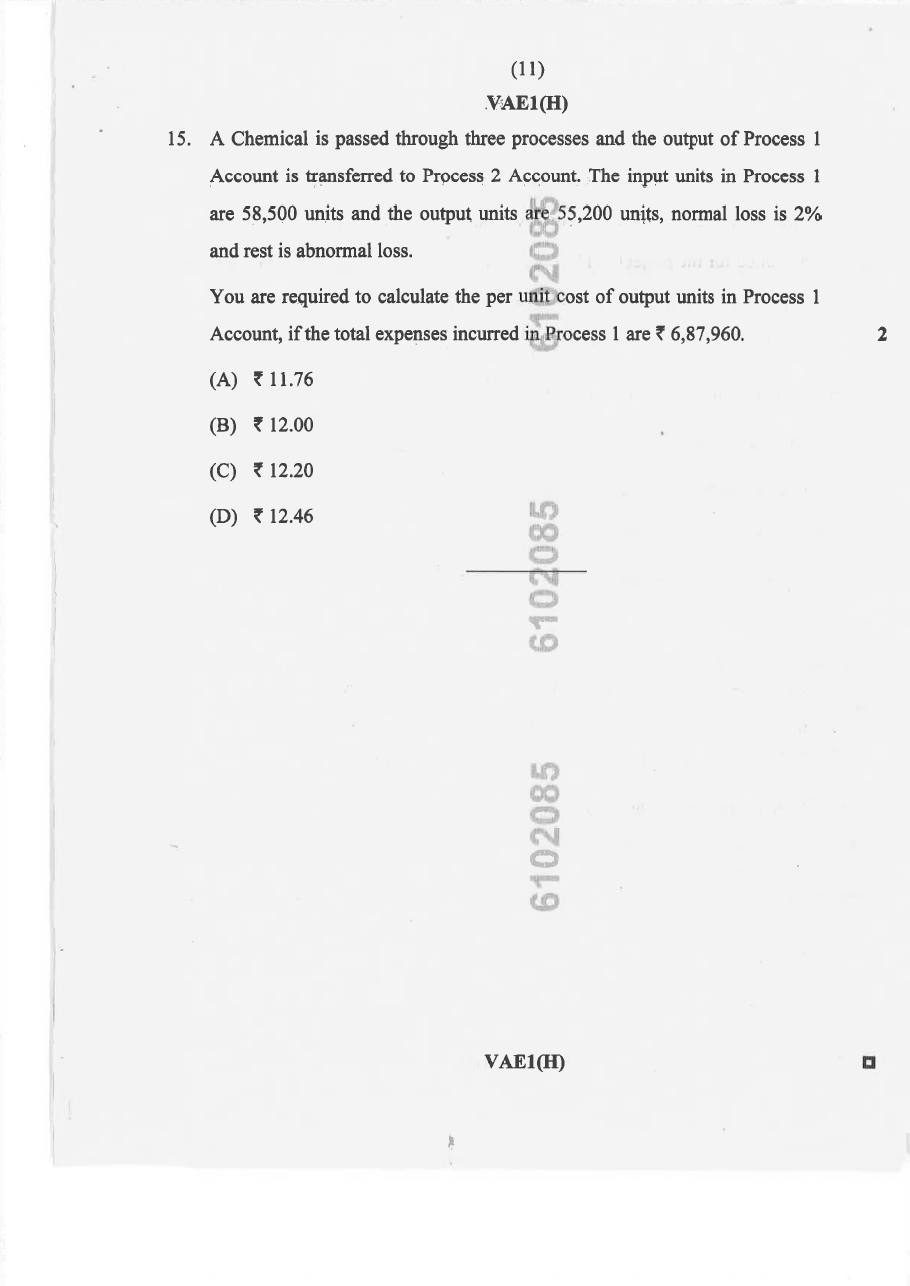 (11)
VAE1(H)
15. A Chemical is passed through three processes and the output of Process 1
Account is transferred to Process 2 Account. The input units in Process 1
are 58,500 units and the output units are 55,200 units, normal loss is 2%
and rest is abnormal loss.
You are required to calculate the per unit cost of output units in Process 1
Account, if the total expenses incurred in Process 1 are ₹ 6,87,960. 2
(A) ₹ 11.76
(B) ₹ 12.00
(C) ₹ 12.20
(D) ₹ 12.46
6102085
6102085
6102085
VAE1(H)